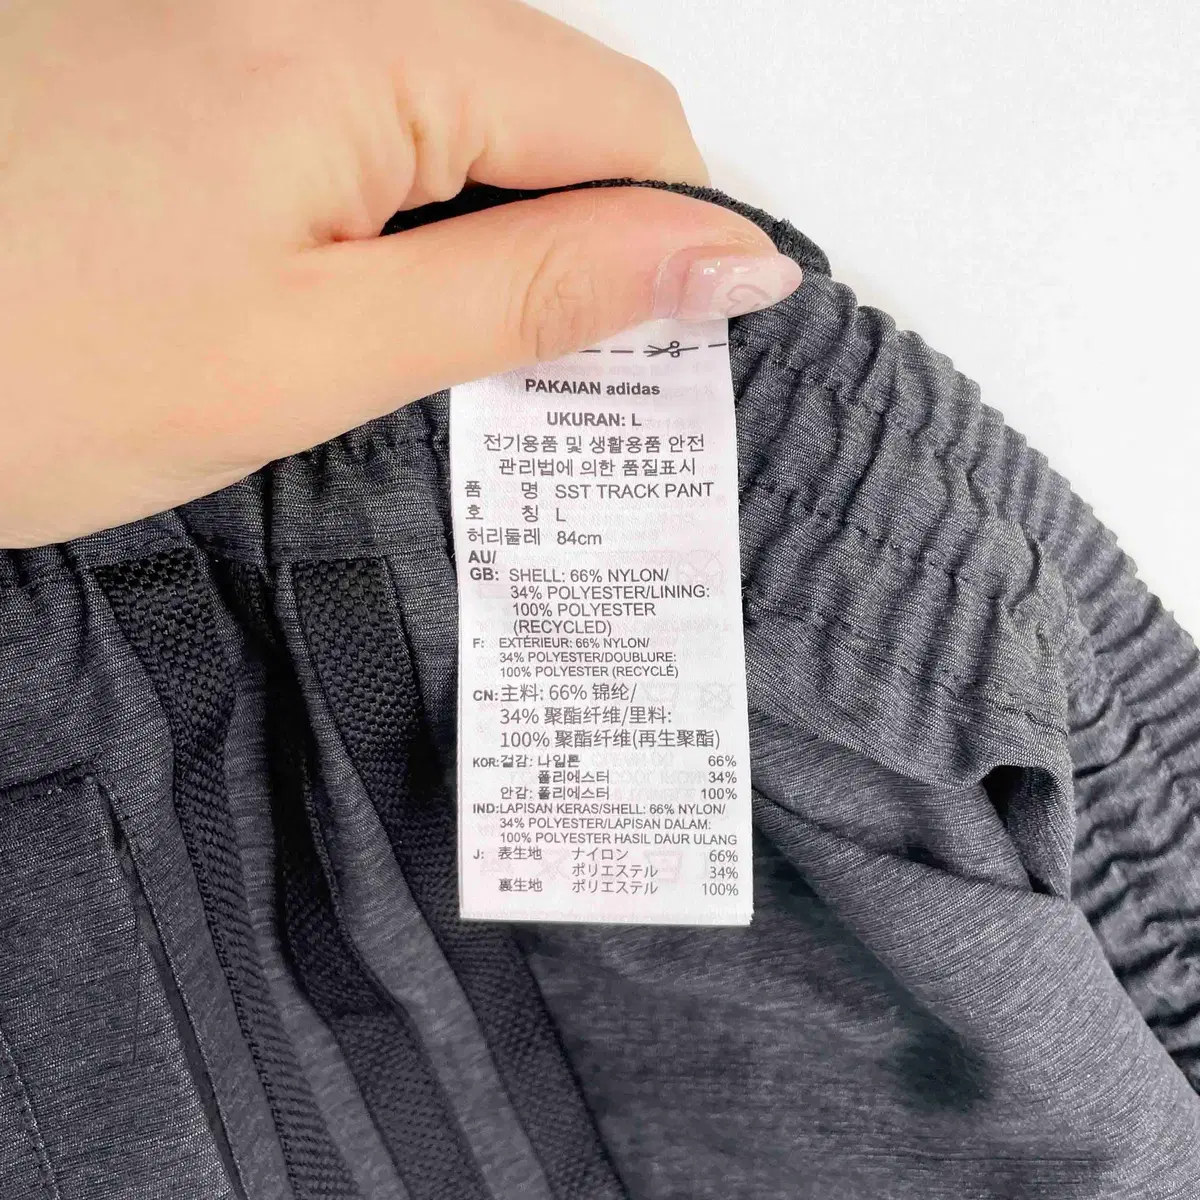 PAKAIAN adidas
UKURAN: L
전기용품 및 생활용품 안전
관리법에 의한 품질표시
품 명 SST TRACK PANT
호 칭 L
허리둘레 84cm
AU/
GB: SHELL: 66% NYLON/
34% POLYESTER/LINING:
100% POLYESTER
(RECYCLED)
F: EXTÉRIEUR: 66% NYLON/
34% POLYESTER/DOUBLURE:
100% POLYESTER (RECYCLÉ)
CN: 主料: 66% 锦纶/
34% 聚酯纤维/里料:
100% 聚酯纤维(再生聚酯)
KOR: 겉감: 나일론 66%
폴리에스터 34%
안감: 폴리에스터 100%
IND: LAPISAN KERAS/SHELL: 66% NYLON/
34% POLYESTER/LAPISAN DALAM:
100% POLYESTER HASIL DAUR ULANG
J: 表生地 ナイロン 66%
ポリエステル 34%
裏生地 ポリエステル 100%